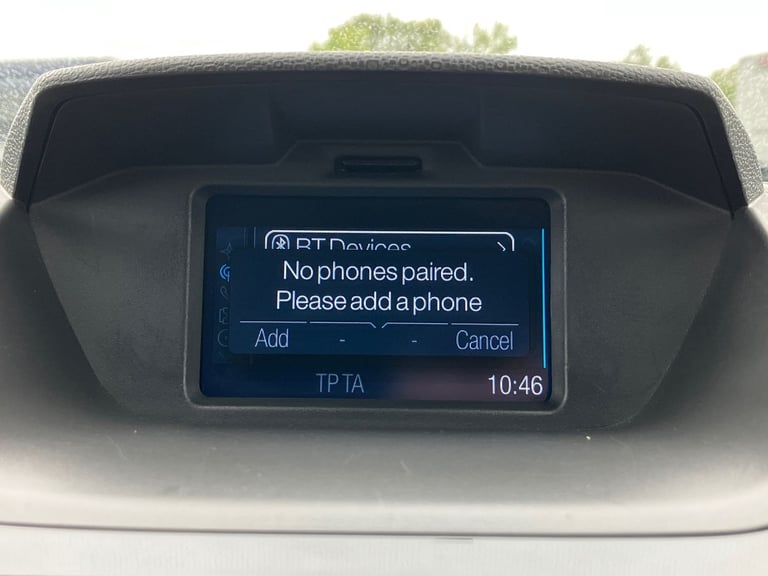 BT Devices
No phones paired.
Please add a phone
Add - - Cancel
TP TA 10:46